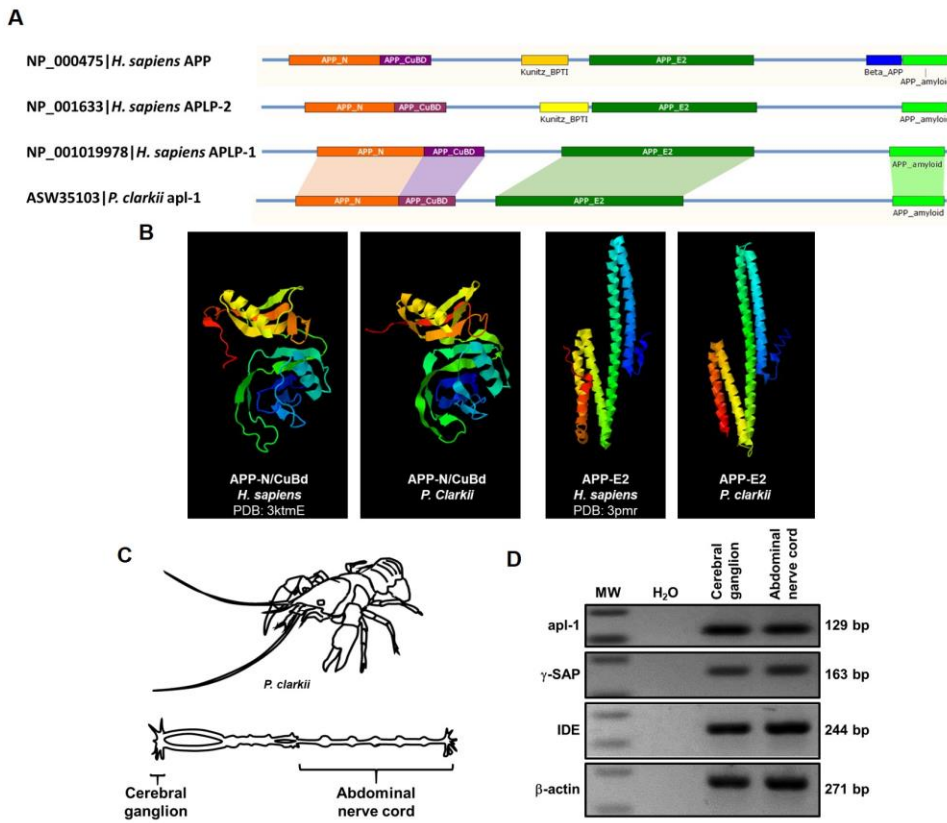 A
NP_000475|H. sapiens APP
APP_N
APP_CuBD
Kunitz_BPTI
APP_E2
Beta_APP
APP_amyloid
NP_001633|H. sapiens APLP-2
APP_N
APP_CuBD
Kunitz_BPTI
APP_E2
APP_amyloid
NP_001019978|H. sapiens APLP-1
APP_N
APP_CuBD
APP_E2
APP_amyloid
ASW35103|P. clarkii apl-1
APP_N
APP_CuBD
APP_E2
APP_amyloid
B
APP-N/CuBd
H. sapiens
PDB: 3ktmE
APP-N/CuBd
P. Clarkii
APP-E2
H. sapiens
PDB: 3pmr
APP-E2
P. clarkii
C
P. clarkii
Cerebral
ganglion
Abdominal
nerve cord
D
MW
H₂O
Cerebral
ganglion
Abdominal
nerve cord
apl-1
129 bp
γ-SAP
163 bp
IDE
244 bp
β-actin
271 bp